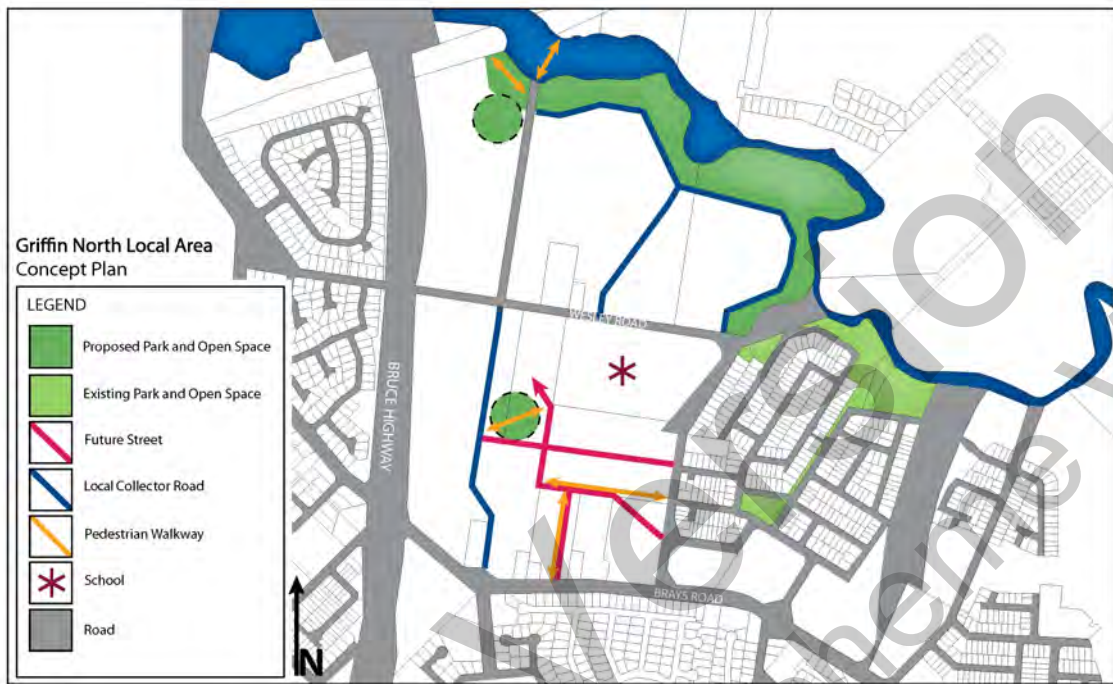 Griffin North Local Area
Concept Plan
LEGEND
Proposed Park and Open Space
Existing Park and Open Space
Future Street
Local Collector Road
Pedestrian Walkway
School
Road
N
BRUCE HIGHWAY
WESLEY ROAD
BRAYS ROAD